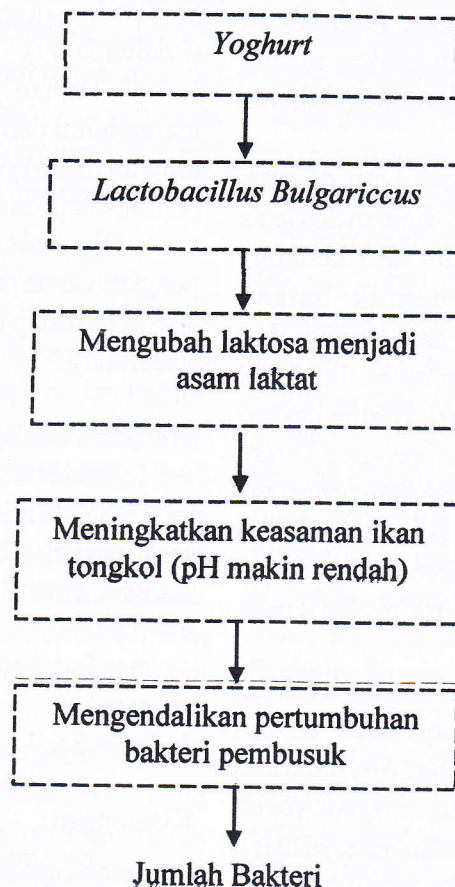 Yoghurt
Lactobacillus Bulgariccus
Mengubah laktosa menjadi
asam laktat
Meningkatkan keasaman ikan
tongkol (pH makin rendah)
Mengendalikan pertumbuhan
bakteri pembusuk
Jumlah Bakteri